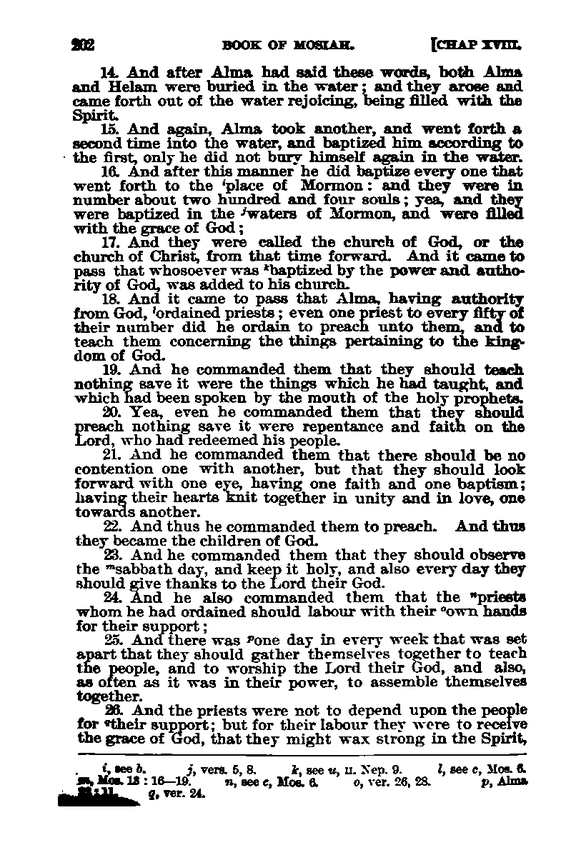 202 BOOK OF MOSIAH. [CHAP XVIII.
14. And after Alma had said these words, both Alma
and Helam were buried in the water; and they arose and
came forth out of the water rejoicing, being filled with the
Spirit.
15. And again, Alma took another, and went forth a
second time into the water, and baptized him according to
the first, only he did not bury himself again in the water.
16. And after this manner he did baptize every one that
went forth to the ⁱplace of Mormon: and they were in
number about two hundred and four souls; yea, and they
were baptized in the ʲwaters of Mormon, and were filled
with the grace of God;
17. And they were called the church of God, or the
church of Christ, from that time forward. And it came to
pass that whosoever was ᵏbaptized by the power and autho-
rity of God, was added to his church.
18. And it came to pass that Alma, having authority
from God, ˡordained priests; even one priest to every fifty of
their number did he ordain to preach unto them, and to
teach them concerning the things pertaining to the king-
dom of God.
19. And he commanded them that they should teach
nothing save it were the things which he had taught, and
which had been spoken by the mouth of the holy prophets.
20. Yea, even he commanded them that they should
preach nothing save it were repentance and faith on the
Lord, who had redeemed his people.
21. And he commanded them that there should be no
contention one with another, but that they should look
forward with one eye, having one faith and one baptism;
having their hearts knit together in unity and in love, one
towards another.
22. And thus he commanded them to preach. And thus
they became the children of God.
23. And he commanded them that they should observe
the ᵐsabbath day, and keep it holy, and also every day they
should give thanks to the Lord their God.
24. And he also commanded them that the ⁿpriests
whom he had ordained should labour with their ᵒown hands
for their support;
25. And there was ᵖone day in every week that was set
apart that they should gather themselves together to teach
the people, and to worship the Lord their God, and also,
as often as it was in their power, to assemble themselves
together.
26. And the priests were not to depend upon the people
for ᑫtheir support; but for their labour they were to receive
the grace of God, that they might wax strong in the Spirit,
i, see b. j, vers. 5, 8. k, see u, II. Nep. 9. l, see c, Mos. 6.
m, Mos. 13 : 16—19. n, see c, Mos. 6. o, ver. 26, 28. p, Alma
q, ver. 24.